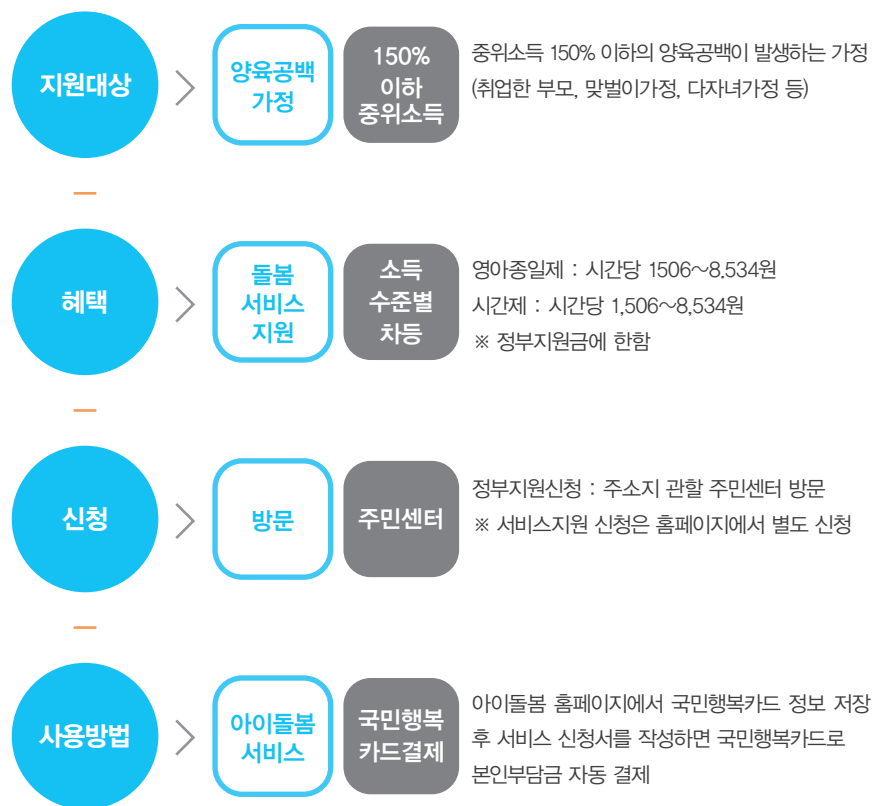 지원대상
양육공백
가정
150%
이하
중위소득
중위소득 150% 이하의 양육공백이 발생하는 가정
(취업한 부모, 맞벌이가정, 다자녀가정 등)
혜택
돌봄
서비스
지원
소득
수준별
차등
영아종일제 : 시간당 1506~8,534원
시간제 : 시간당 1,506~8,534원
※ 정부지원금에 한함
신청
방문
주민센터
정부지원신청 : 주소지 관할 주민센터 방문
※ 서비스지원 신청은 홈페이지에서 별도 신청
사용방법
아이돌봄
서비스
국민행복
카드결제
아이돌봄 홈페이지에서 국민행복카드 정보 저장
후 서비스 신청서를 작성하면 국민행복카드로
본인부담금 자동 결제